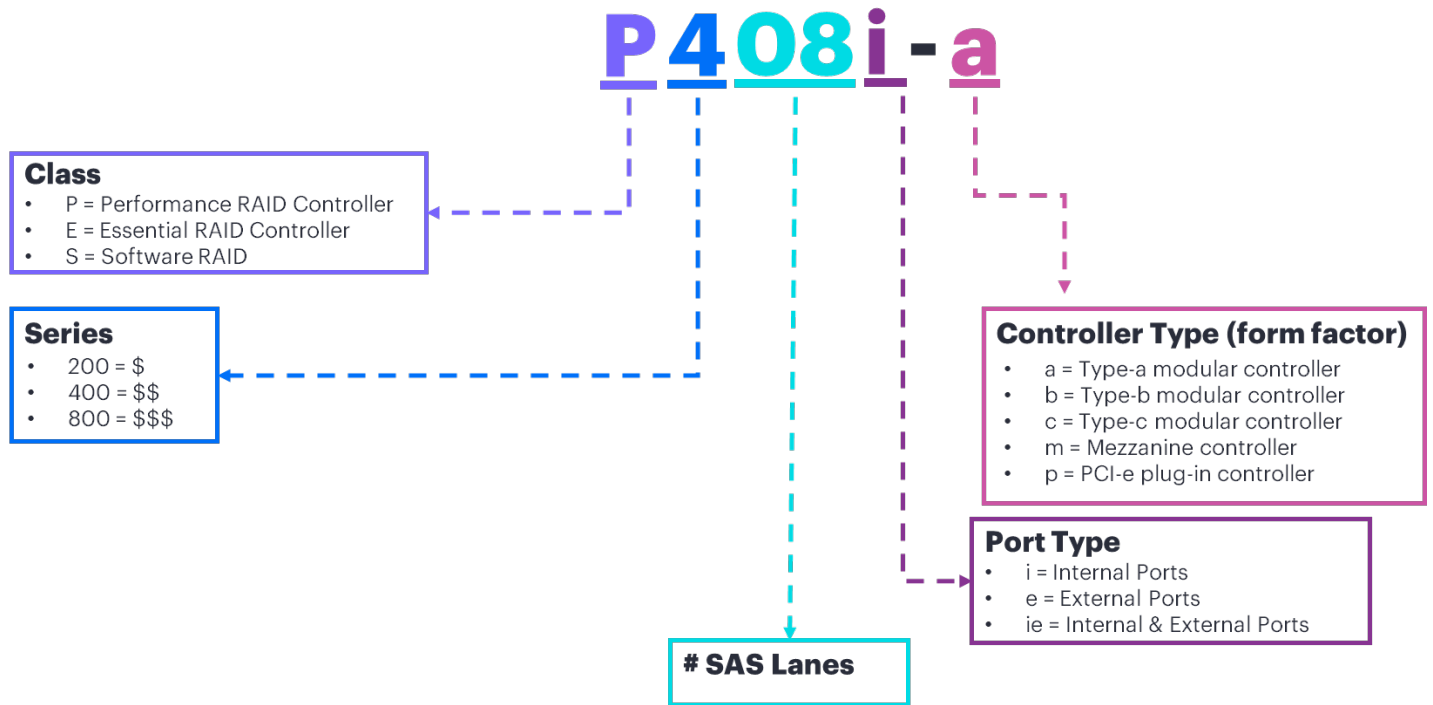 P408i-a
Class
• P = Performance RAID Controller
• E = Essential RAID Controller
• S = Software RAID
Series
• 200 = $
• 400 = $$
• 800 = $$$
Controller Type (form factor)
• a = Type-a modular controller
• b = Type-b modular controller
• c = Type-c modular controller
• m = Mezzanine controller
• p = PCI-e plug-in controller
Port Type
• i = Internal Ports
• e = External Ports
• ie = Internal & External Ports
# SAS Lanes